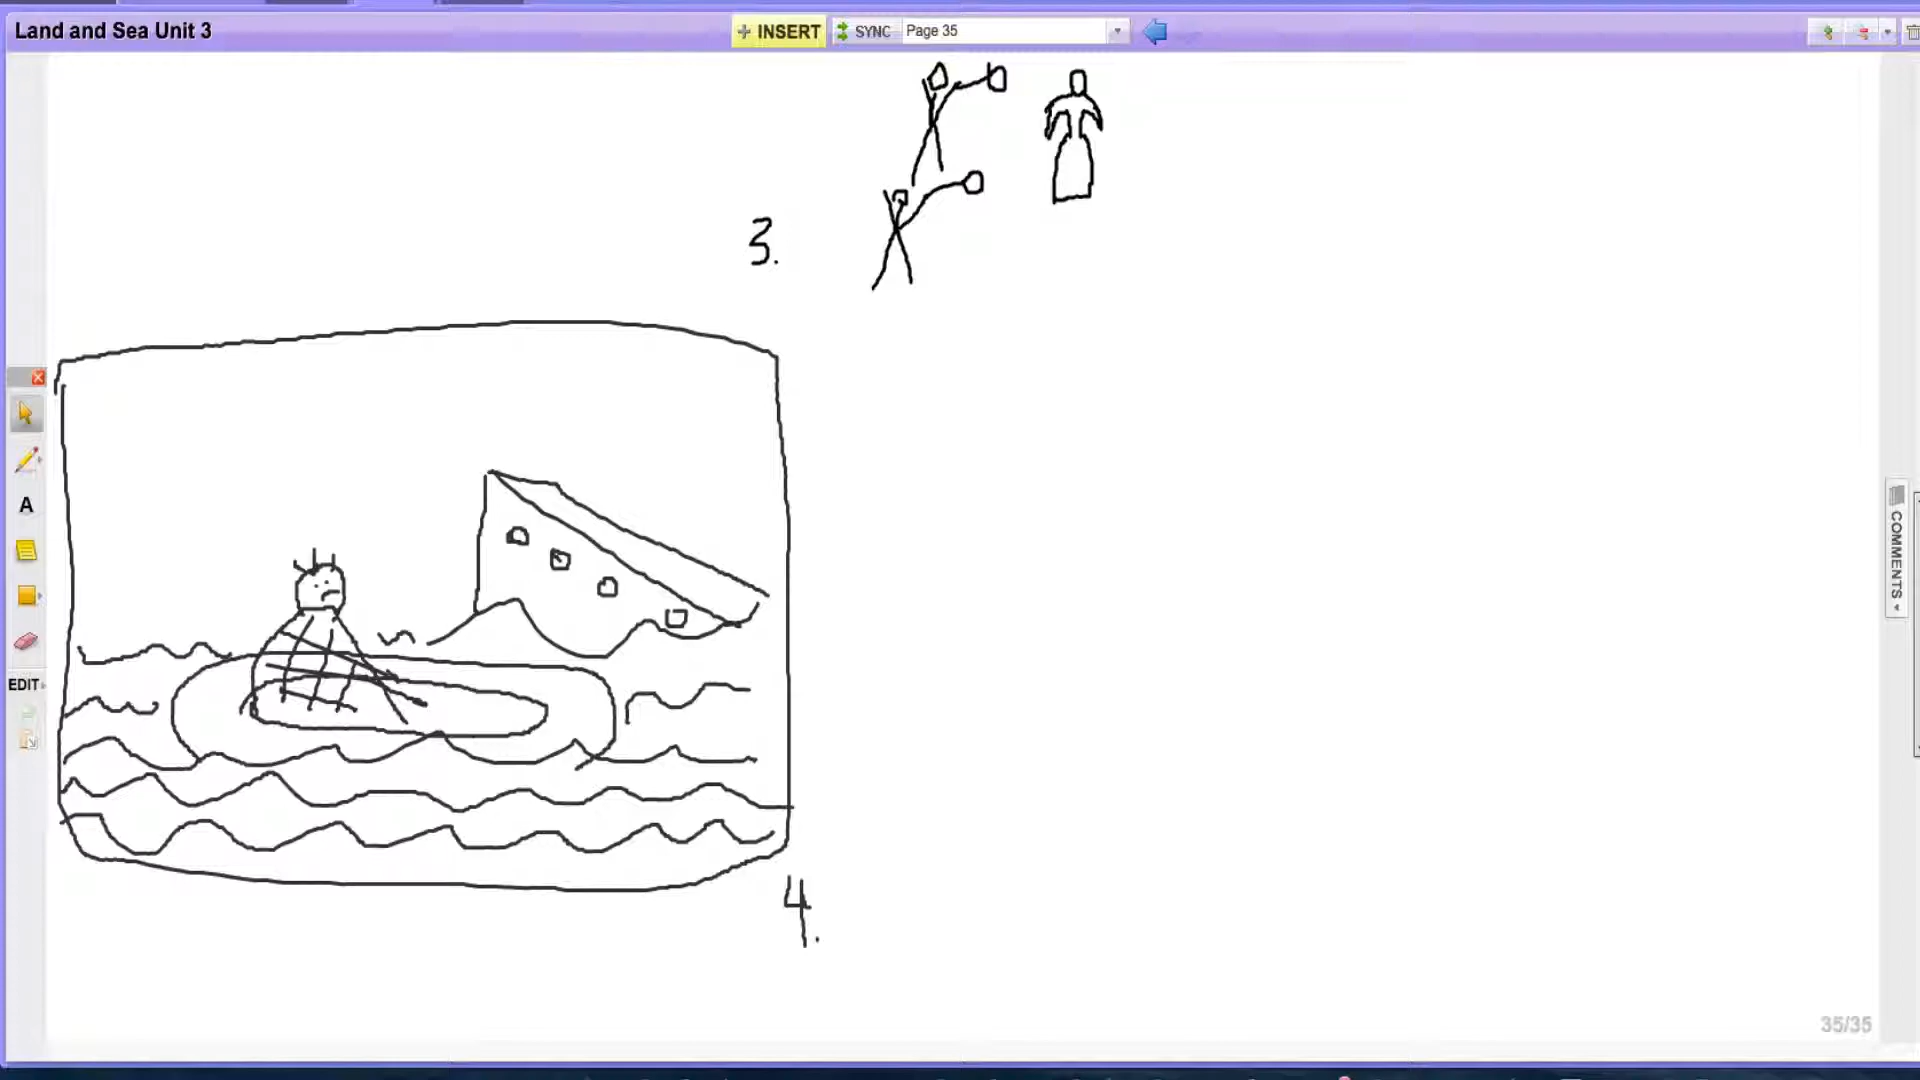 Land and Sea Unit 3
+ INSERT
SYNC
Page 35
3.
A
EDIT
COMMENTS
4.
35/35